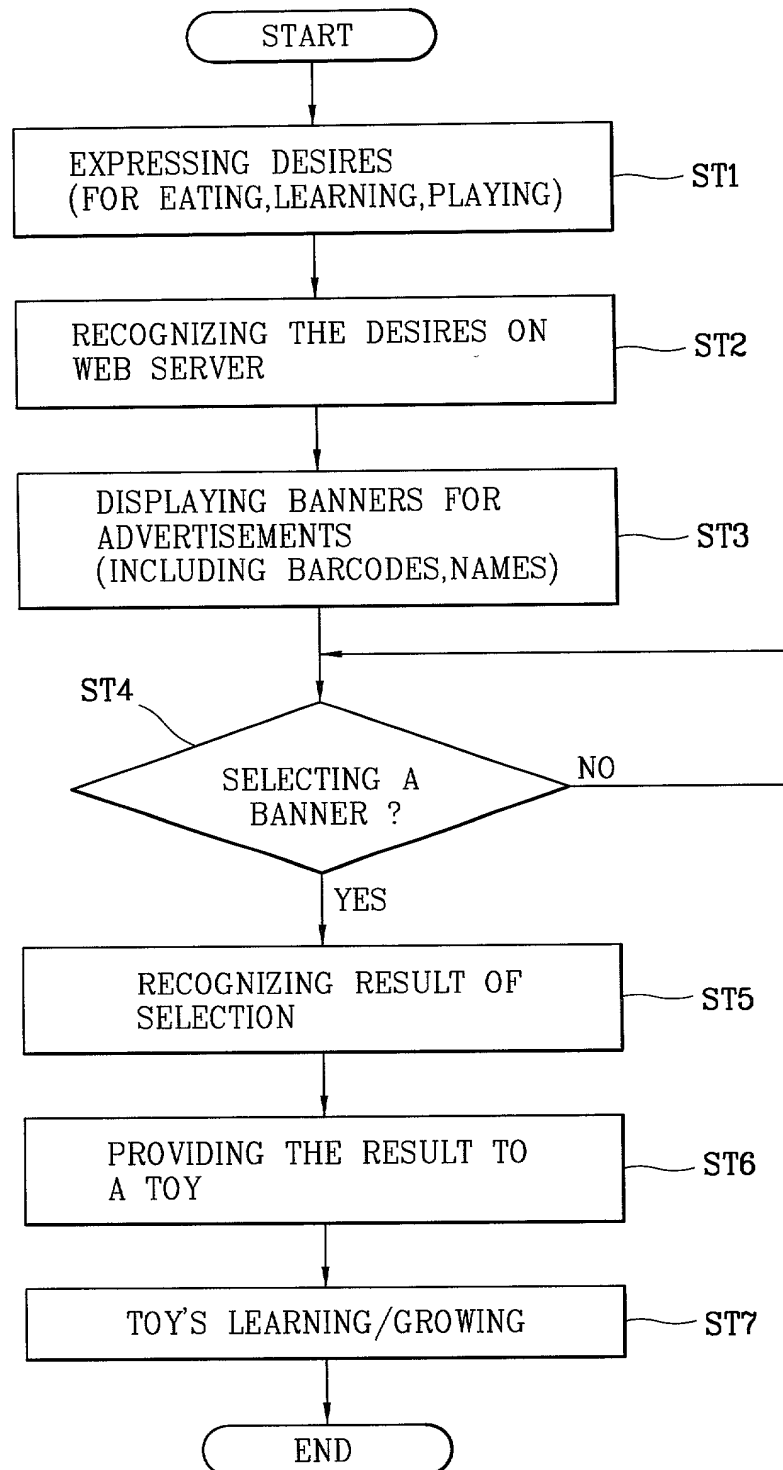 START
EXPRESSING DESIRES
(FOR EATING,LEARNING,PLAYING)
ST1
RECOGNIZING THE DESIRES ON
WEB SERVER
ST2
DISPLAYING BANNERS FOR
ADVERTISEMENTS
(INCLUDING BARCODES,NAMES)
ST3
ST4
SELECTING A
BANNER ?
NO
YES
RECOGNIZING RESULT OF
SELECTION
ST5
PROVIDING THE RESULT TO
A TOY
ST6
TOY'S LEARNING/GROWING
ST7
END